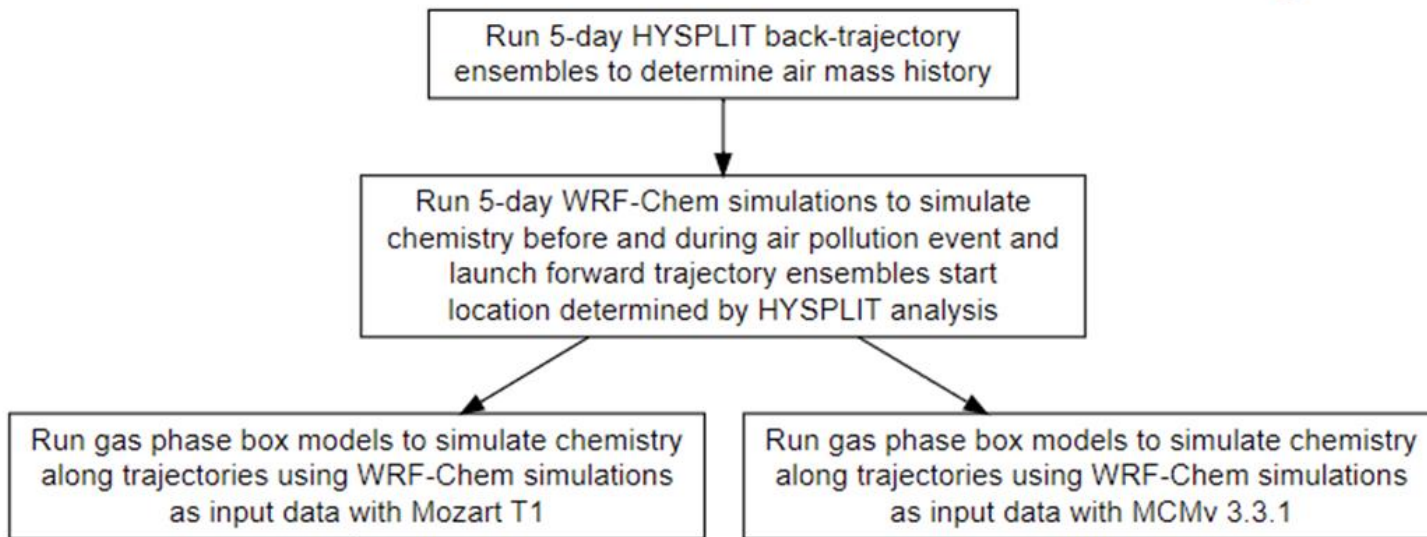 Run 5-day HYSPLIT back-trajectory
ensembles to determine air mass history
Run 5-day WRF-Chem simulations to simulate
chemistry before and during air pollution event and
launch forward trajectory ensembles start
location determined by HYSPLIT analysis
Run gas phase box models to simulate chemistry
along trajectories using WRF-Chem simulations
as input data with Mozart T1
Run gas phase box models to simulate chemistry
along trajectories using WRF-Chem simulations
as input data with MCMv 3.3.1